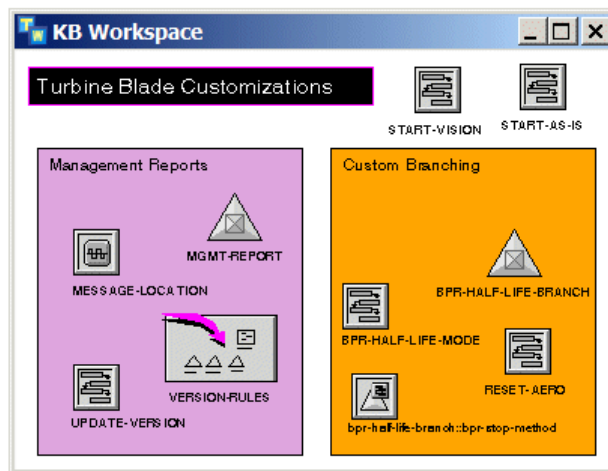 TW KB Workspace
Turbine Blade Customizations
START-VISION
START-AS-IS
Management Reports
MGMT-REPORT
MESSAGE-LOCATION
VERSION-RULES
UPDATE-VERSION
Custom Branching
BPR-HALF-LIFE-BRANCH
BPR-HALF-LIFE-MODE
RESET-AERO
bpr-half-life-branch::bpr-stop-method